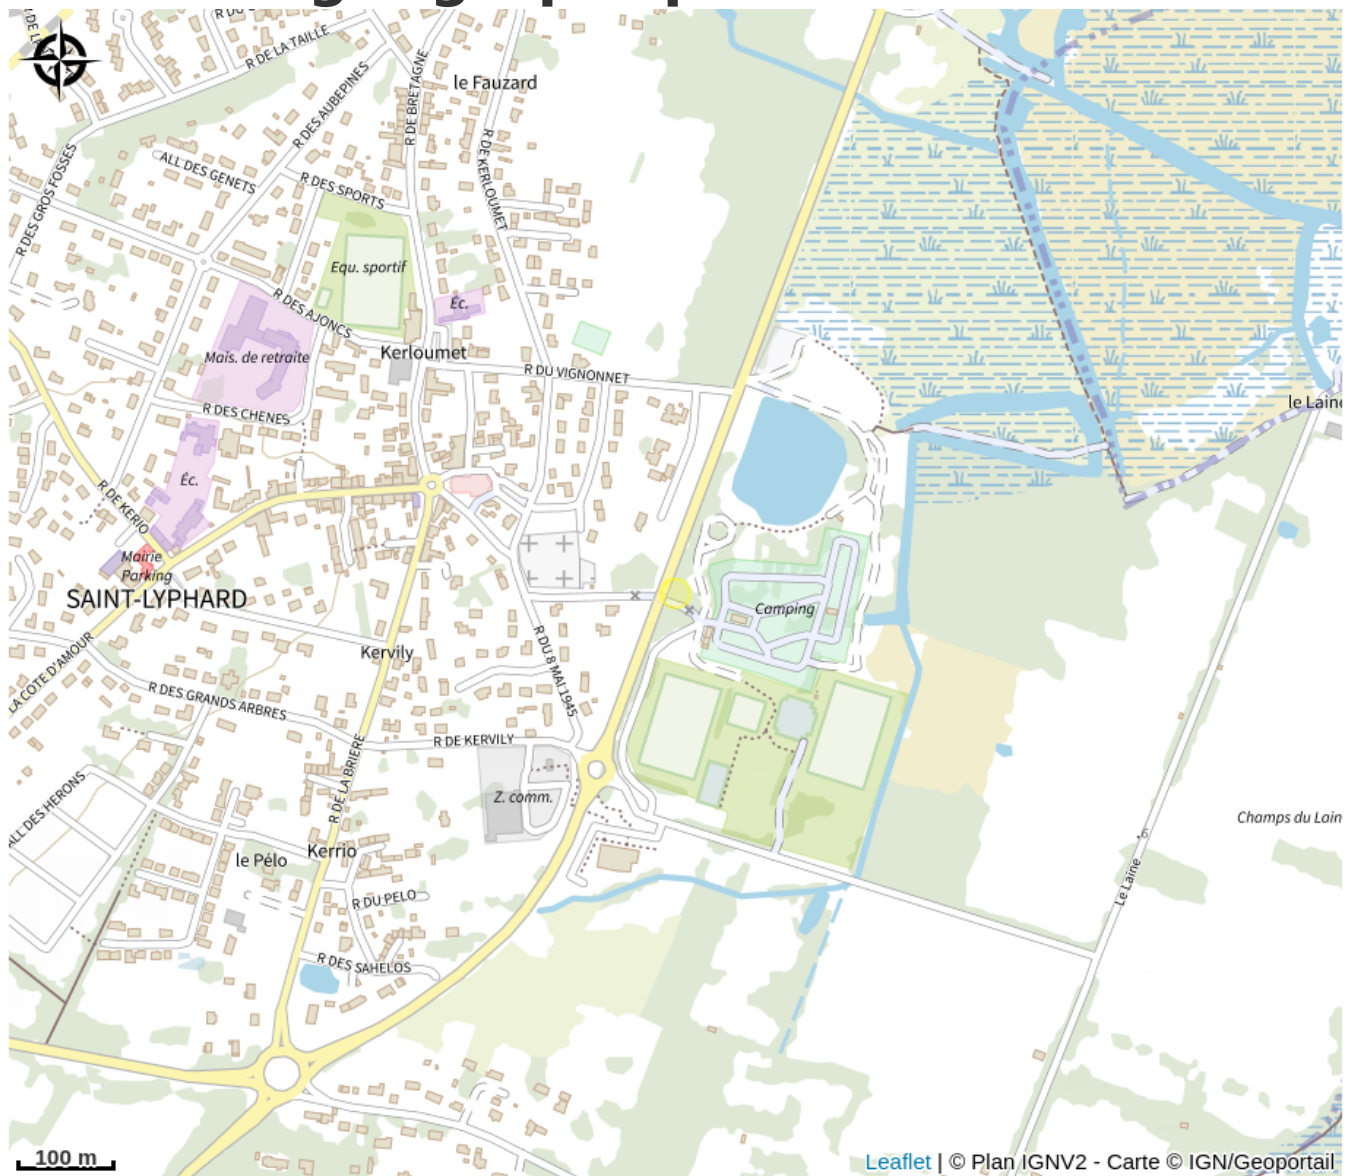 R DE LA TAILLE
le Fauzard
R DE BRETAGNE
R DES AUBEPINES
R DE KERLOUMET
ALL DES GENETS
R DES SPORTS
R DES GROS FOSSES
Equ. sportif
R DES AJONCS
Éc.
Mais. de retraite
Kerloumet
R DU VIGNONNET
le Laine
R DES CHENES
Éc.
R DE KERIO
Mairie
Parking
SAINT-LYPHARD
Camping
LA COTE D'AMOUR
Kervily
R DU 8 MAI 1945
R DES GRANDS ARBRES
R DE KERVILY
R DE LA BRIERE
Z. comm.
ALL DES HERONS
Champs du Lain
6
le Pélo
Kerrio
Le Laine
R DU PELO
R DES SAHELOS
100 m
Leaflet | © Plan IGNV2 - Carte © IGN/Geoportail